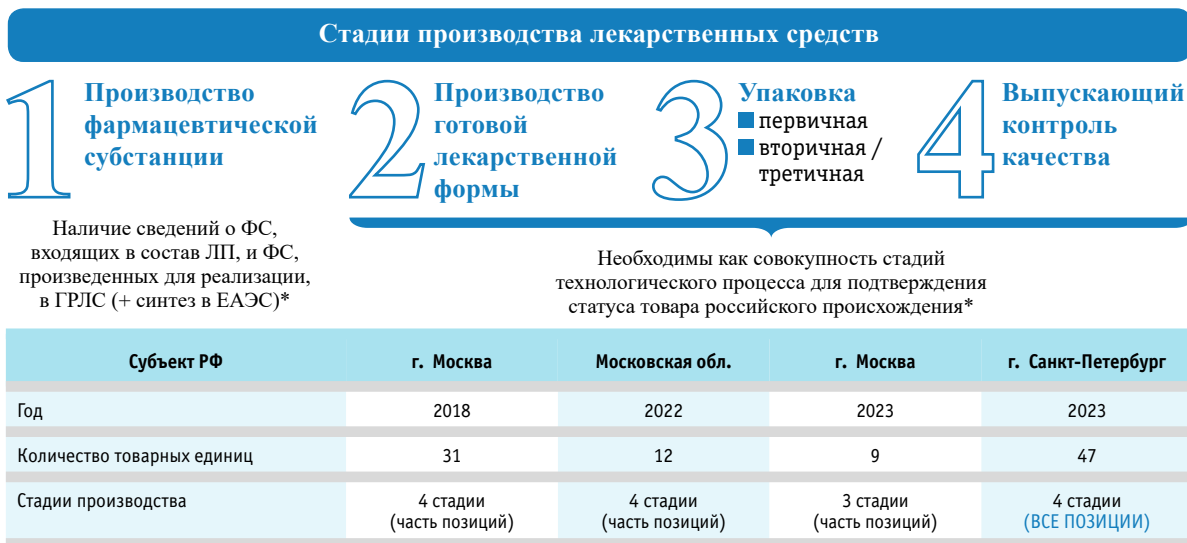 Стадии производства лекарственных средств
1
Производство
фармацевтической
субстанции
2
Производство
готовой
лекарственной
формы
3
Упаковка
первичная
вторичная /
третичная
4
Выпускающий
контроль
качества
Наличие сведений о ФС,
входящих в состав ЛП, и ФС,
произведенных для реализации,
в ГРЛС (+ синтез в ЕАЭС)*
Необходимы как совокупность стадий
технологического процесса для подтверждения
статуса товара российского происхождения*
Субъект РФ г. Москва Московская обл. г. Москва г. Санкт-Петербург
Год 2018 2022 2023 2023
Количество товарных единиц 31 12 9 47
Стадии производства 4 стадии 4 стадии 3 стадии 4 стадии
(часть позиций) (часть позиций) (часть позиций) (ВСЕ ПОЗИЦИИ)